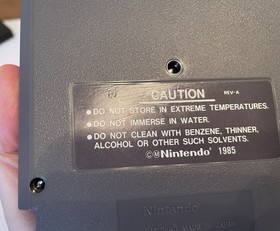 CAUTION REV-A
●DO NOT STORE IN EXTREME TEMPERATURES.
●DO NOT IMMERSE IN WATER.
●DO NOT CLEAN WITH BENZENE, THINNER,
ALCOHOL OR OTHER SUCH SOLVENTS.
©ⓂNintendo 1985
Nintendo